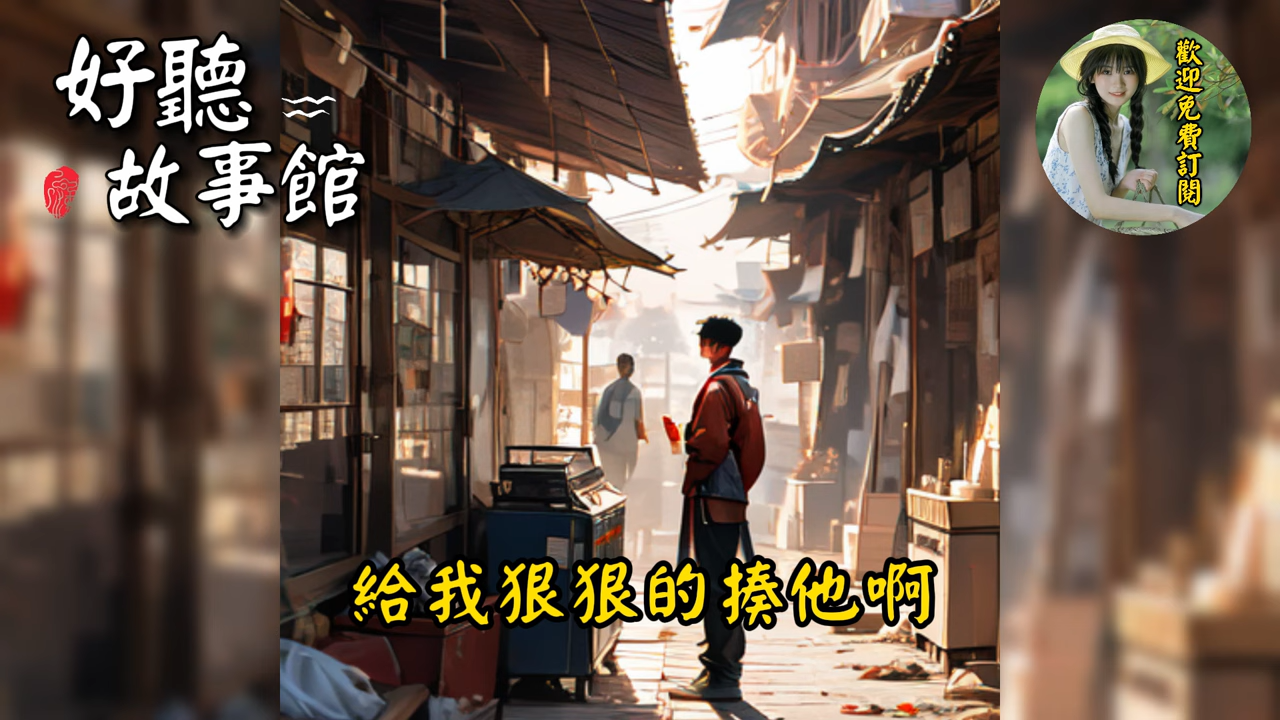 好聽
故事館
歡迎免費訂閱
給我狠狠的揍他啊